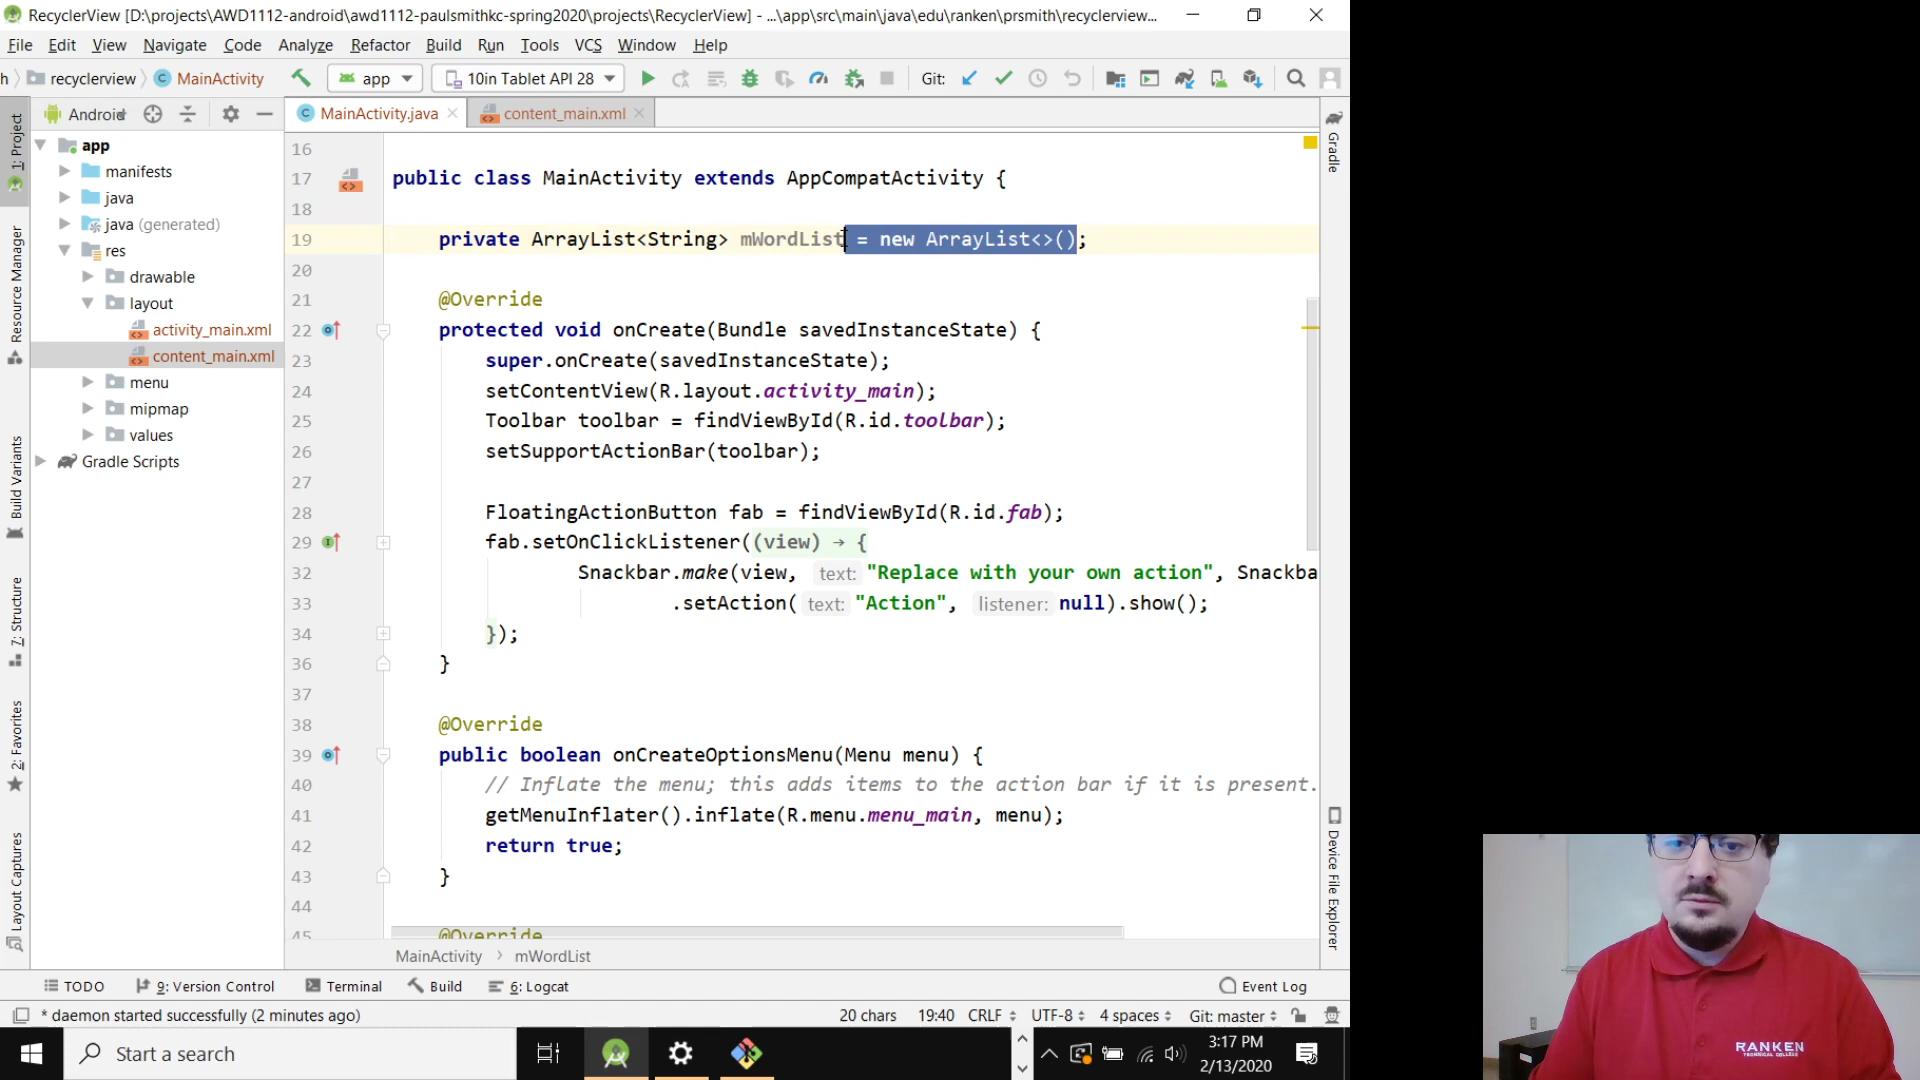 RecyclerView [D:\projects\AWD1112-android\awd1112-paulsmithkc-spring2020\projects\RecyclerView] - ...\app\src\main\java\edu\ranken\prsmith\recyclerview...
File Edit View Navigate Code Analyze Refactor Build Run Tools VCS Window Help
h recyclerview MainActivity app 10in Tablet API 28 Git:
Android
MainActivity.java content_main.xml
1: Project
Resource Manager
Build Variants
7: Structure
2: Favorites
Layout Captures
app
manifests
java
java (generated)
res
drawable
layout
activity_main.xml
content_main.xml
menu
mipmap
values
Gradle Scripts
16
17 public class MainActivity extends AppCompatActivity {
18
19 private ArrayList<String> mWordList = new ArrayList<>();
20
21 @Override
22 protected void onCreate(Bundle savedInstanceState) {
23 super.onCreate(savedInstanceState);
24 setContentView(R.layout.activity_main);
25 Toolbar toolbar = findViewById(R.id.toolbar);
26 setSupportActionBar(toolbar);
27
28 FloatingActionButton fab = findViewById(R.id.fab);
29 fab.setOnClickListener((view) → {
32 Snackbar.make(view, text: "Replace with your own action", Snackba
33 .setAction( text: "Action", listener: null).show();
34 });
36 }
37
38 @Override
39 public boolean onCreateOptionsMenu(Menu menu) {
40 // Inflate the menu; this adds items to the action bar if it is present.
41 getMenuInflater().inflate(R.menu.menu_main, menu);
42 return true;
43 }
44
45 @Override
Gradle
Device File Explorer
MainActivity > mWordList
TODO 9: Version Control Terminal Build 6: Logcat Event Log
* daemon started successfully (2 minutes ago) 20 chars 19:40 CRLF UTF-8 4 spaces Git: master
Start a search
3:17 PM
2/13/2020
RANKEN
TECHNICAL COLLEGE